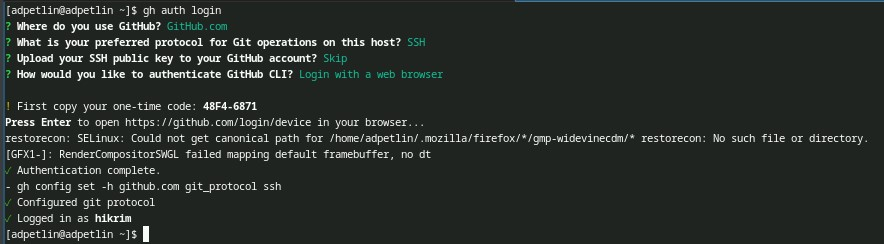 [adpetlin@adpetlin ~]$ gh auth login
? Where do you use GitHub? GitHub.com
? What is your preferred protocol for Git operations on this host? SSH
? Upload your SSH public key to your GitHub account? Skip
? How would you like to authenticate GitHub CLI? Login with a web browser
! First copy your one-time code: 48F4-6871
Press Enter to open https://github.com/login/device in your browser...
restorecon: SELinux: Could not get canonical path for /home/adpetlin/.mozilla/firefox/*/gmp-widevinecdm/* restorecon: No such file or directory.
[GFX1-]: RenderCompositorSWGL failed mapping default framebuffer, no dt
✓ Authentication complete.
- gh config set -h github.com git_protocol ssh
✓ Configured git protocol
✓ Logged in as hikrim
[adpetlin@adpetlin ~]$